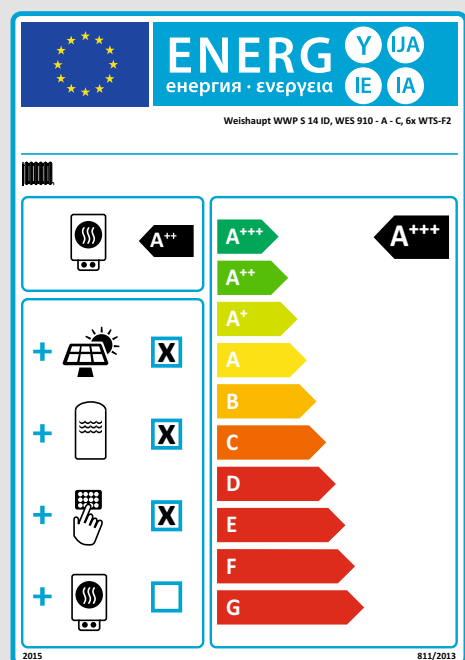 ENERG
енергия · ενεργεια
Y IJA
IE IA
Weishaupt WWP S 14 ID, WES 910 - A - C, 6x WTS-F2
A++
A+++
A+++
A++
A+
A
B
C
D
E
F
G
+ X
+ X
+ X
+
2015
811/2013